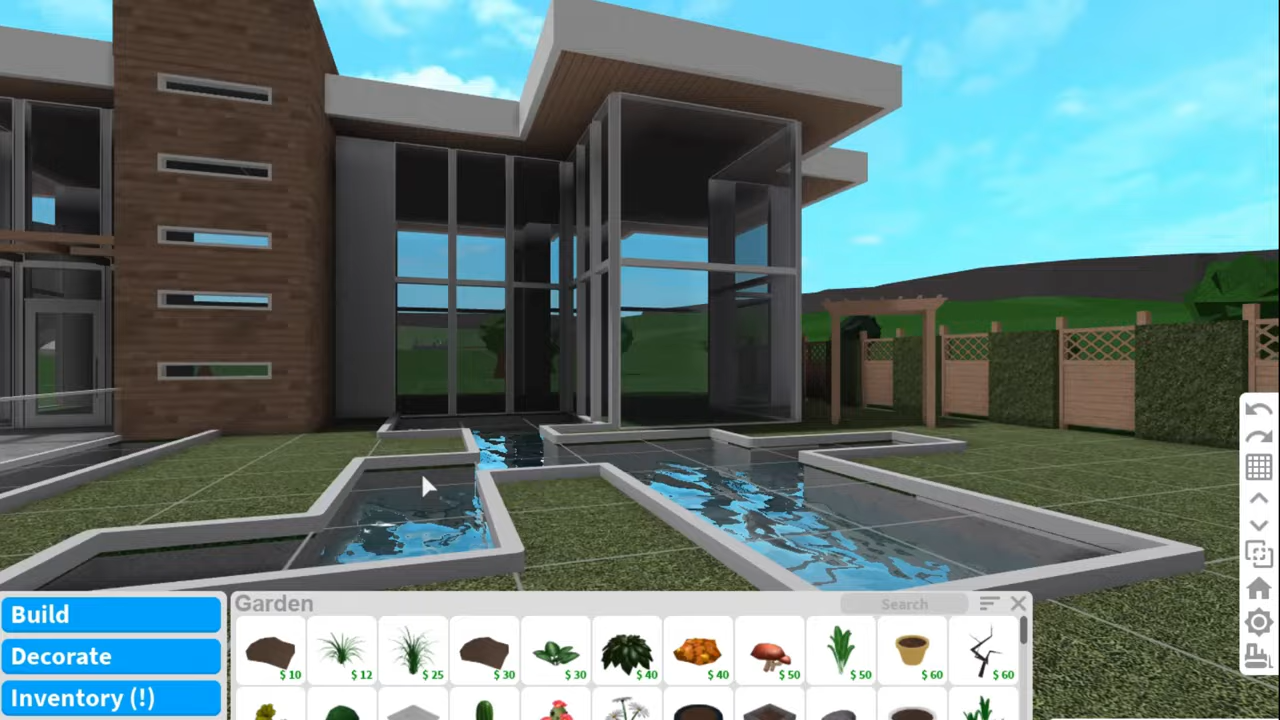 Garden
Search
Build
Decorate
Inventory (!)
$ 10
$ 12
$ 25
$ 30
$ 30
$ 40
$ 40
$ 50
$ 50
$ 60
$ 60